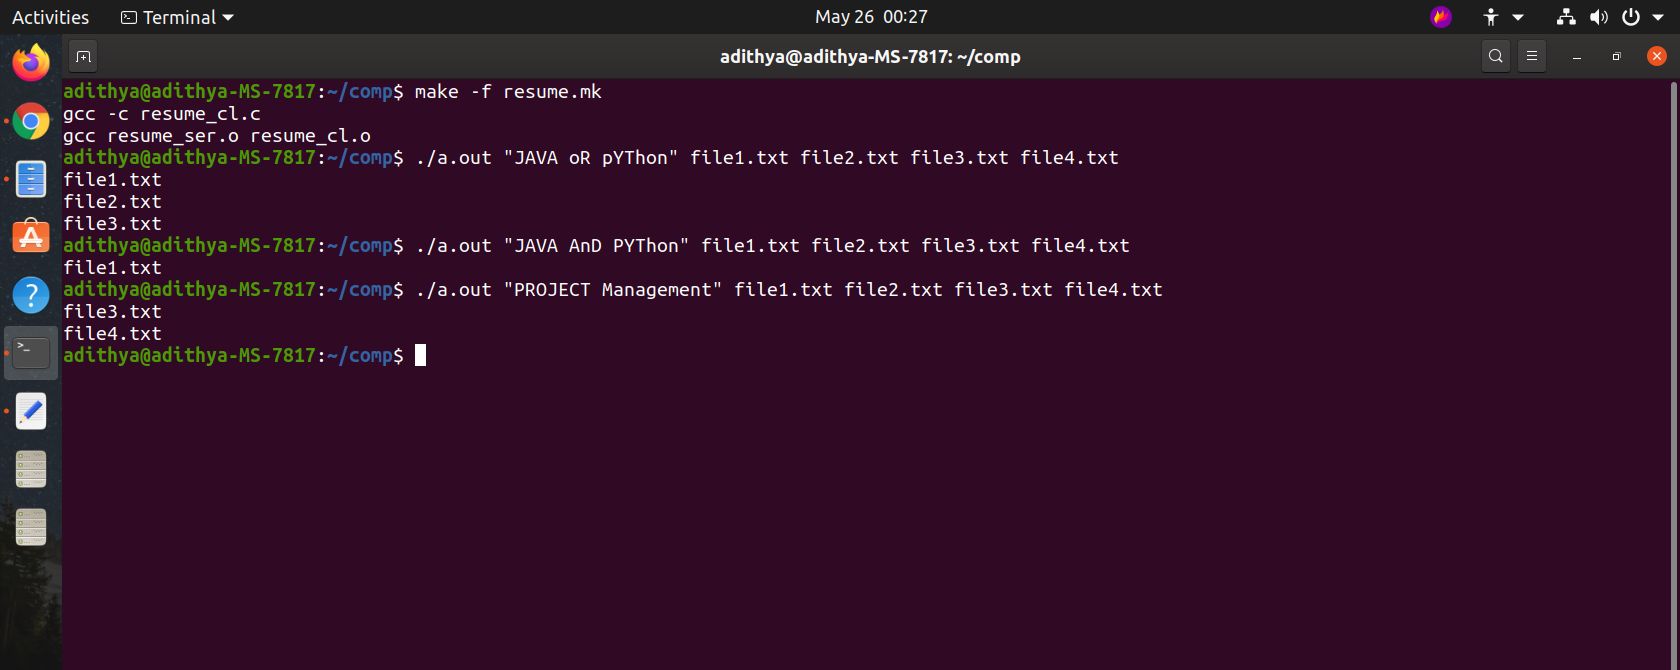 Activities Terminal May 26 00:27
adithya@adithya-MS-7817: ~/comp
adithya@adithya-MS-7817:~/comp$ make -f resume.mk
gcc -c resume_cl.c
gcc resume_ser.o resume_cl.o
adithya@adithya-MS-7817:~/comp$ ./a.out "JAVA oR pYThon" file1.txt file2.txt file3.txt file4.txt
file1.txt
file2.txt
file3.txt
adithya@adithya-MS-7817:~/comp$ ./a.out "JAVA AnD PYThon" file1.txt file2.txt file3.txt file4.txt
file1.txt
adithya@adithya-MS-7817:~/comp$ ./a.out "PROJECT Management" file1.txt file2.txt file3.txt file4.txt
file3.txt
file4.txt
adithya@adithya-MS-7817:~/comp$